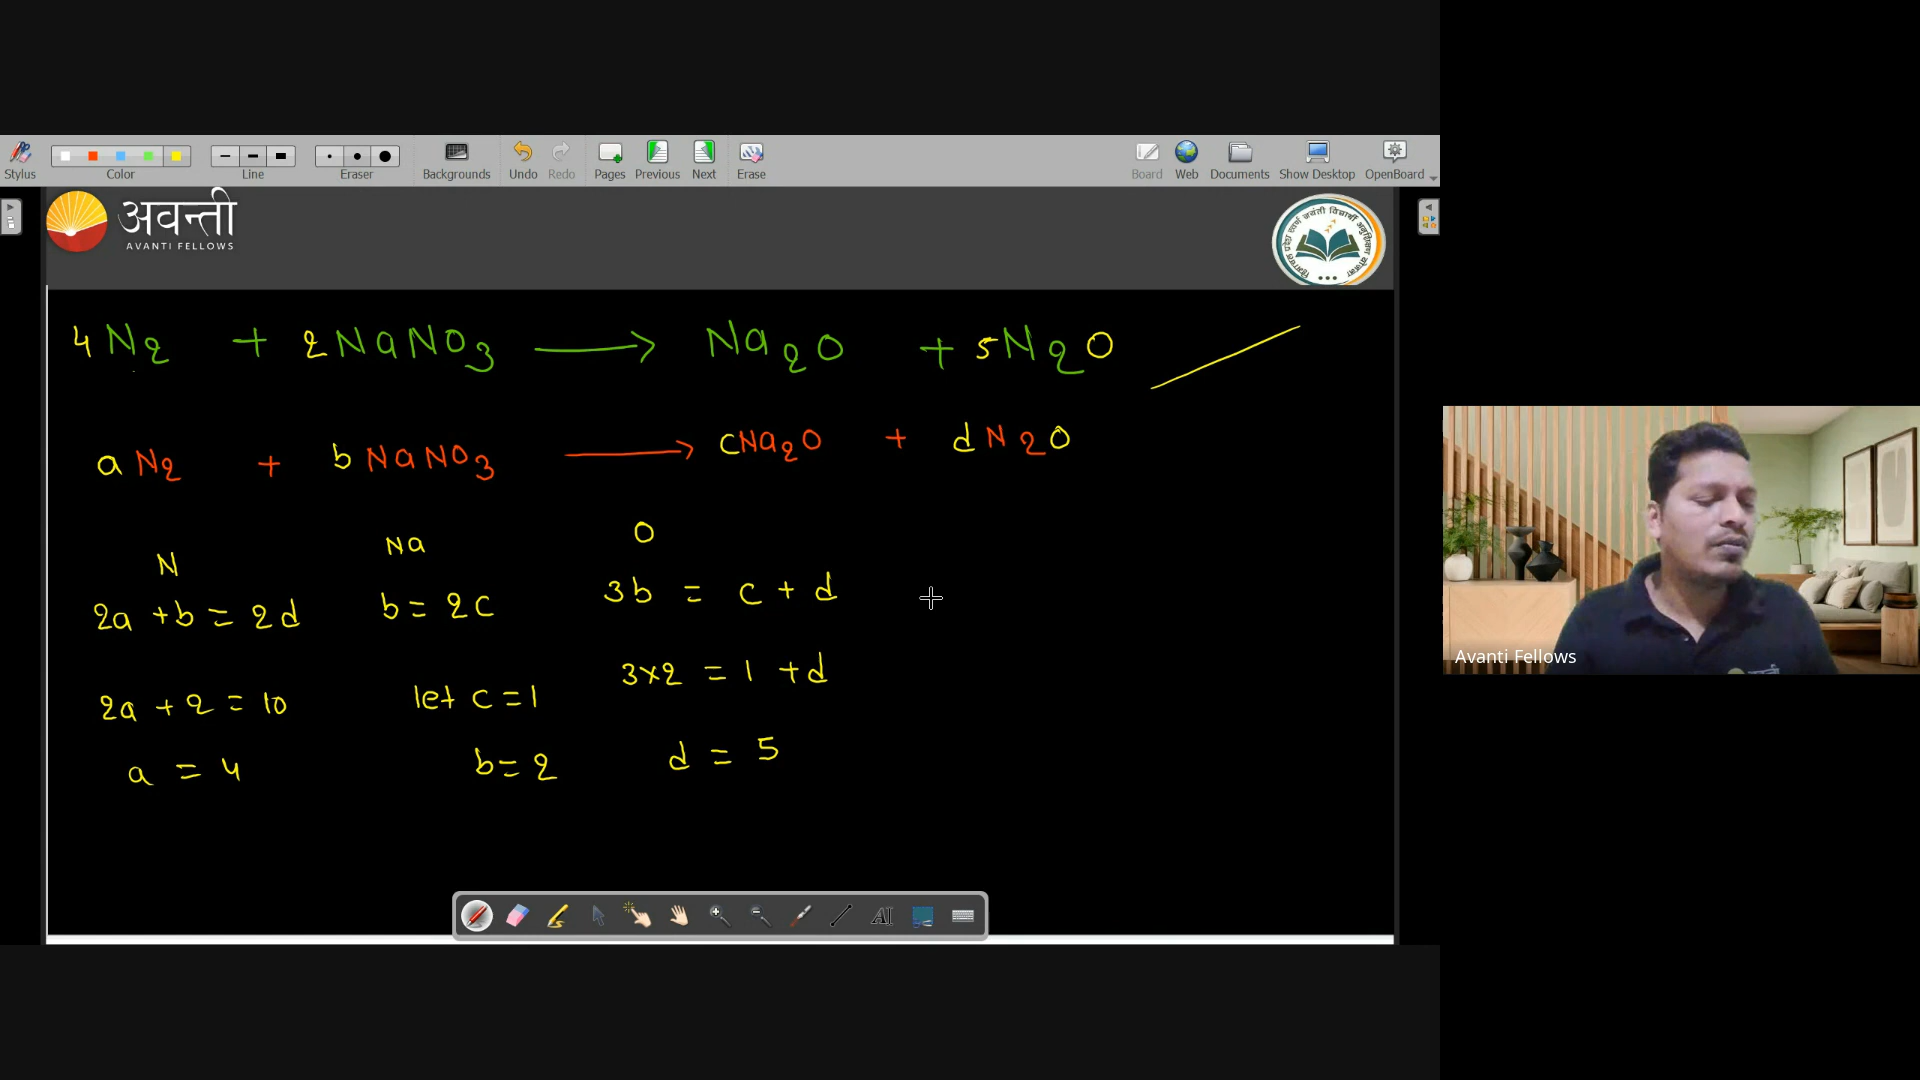 Stylus Color Line Eraser Backgrounds Undo Redo Pages Previous Next Erase Board Web Documents Show Desktop OpenBoard
अवन्ती
AVANTI FELLOWS
4N2 + 2NaNO3 ⟶ Na2O + 5N2O
aN2 + bNaNO3 ⟶ cNa2O + dN2O
N Na O
2a + b = 2d b = 2c 3b = c + d
2a + 2 = 10 let c = 1 3x2 = 1 + d
a = 4 b = 2 d = 5
Avanti Fellows